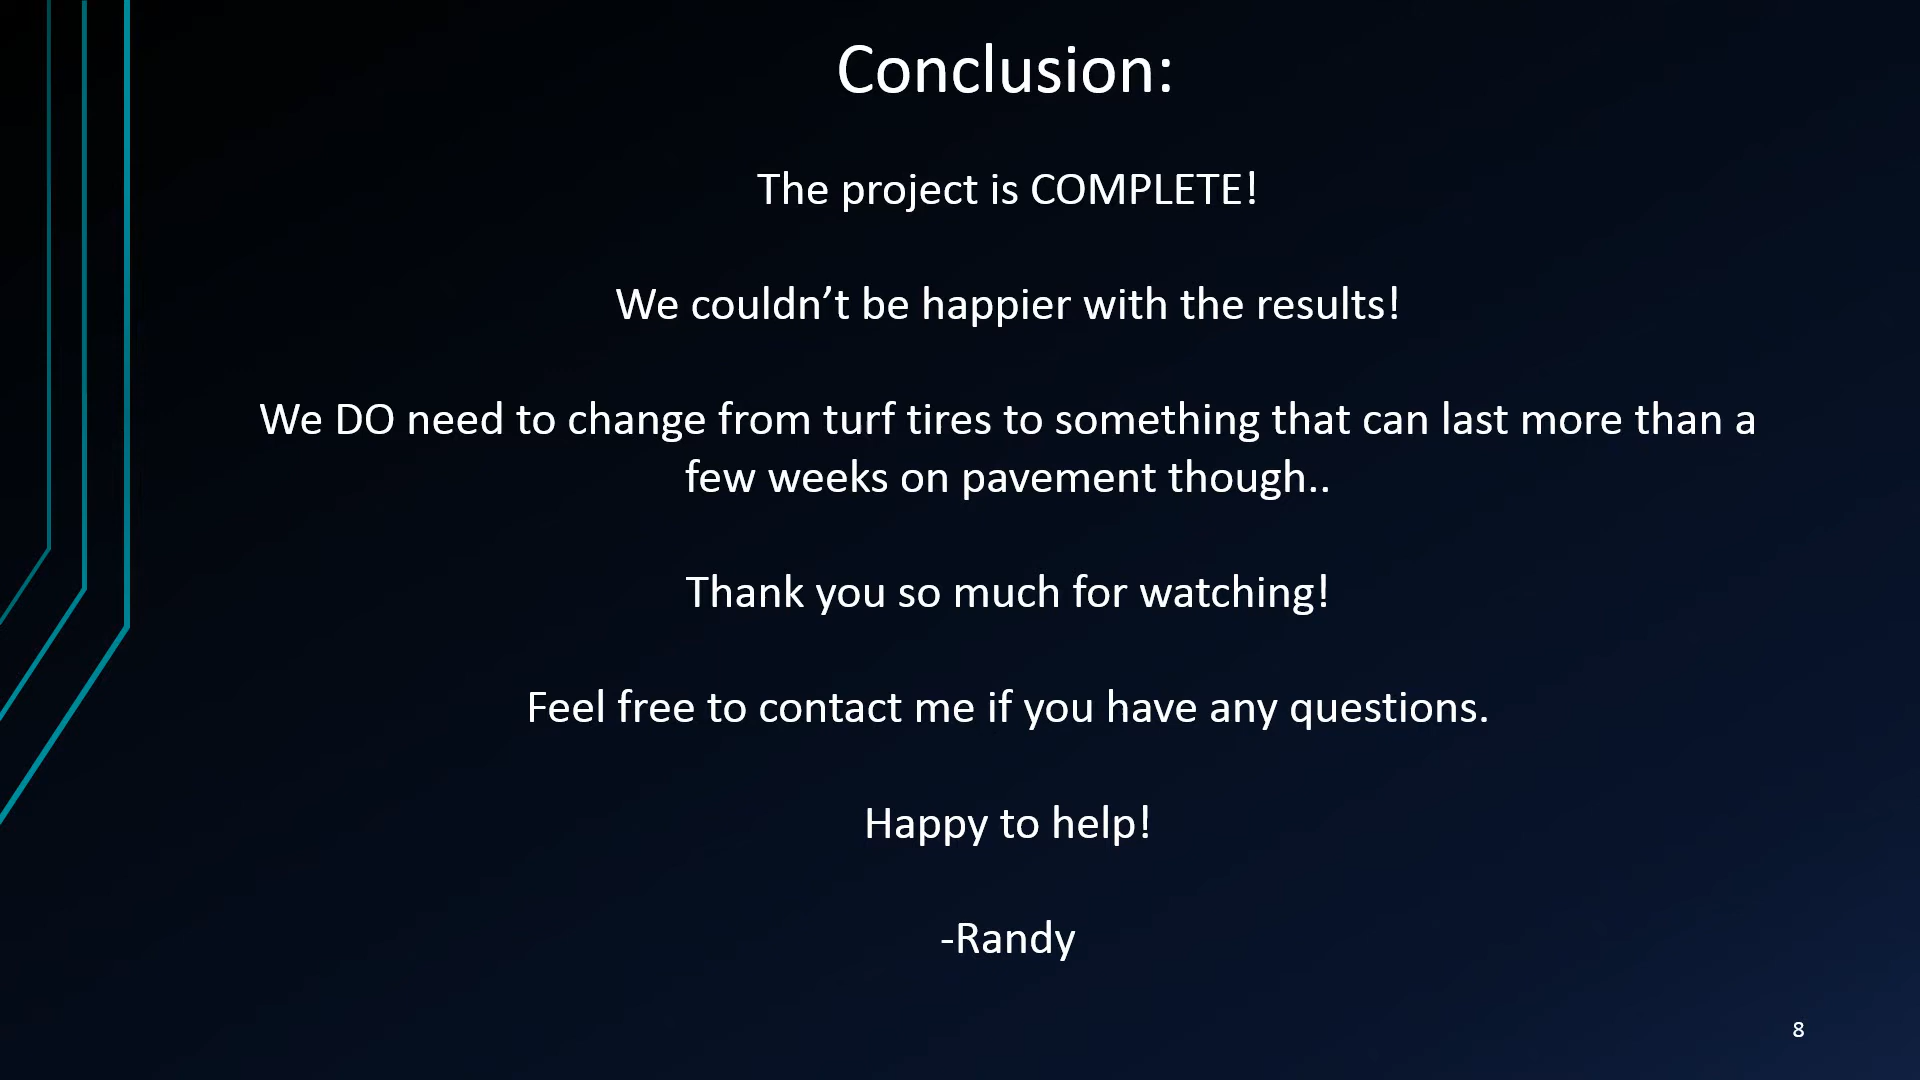 Conclusion:
The project is COMPLETE!
We couldn’t be happier with the results!
We DO need to change from turf tires to something that can last more than a
few weeks on pavement though..
Thank you so much for watching!
Feel free to contact me if you have any questions.
Happy to help!
-Randy
8